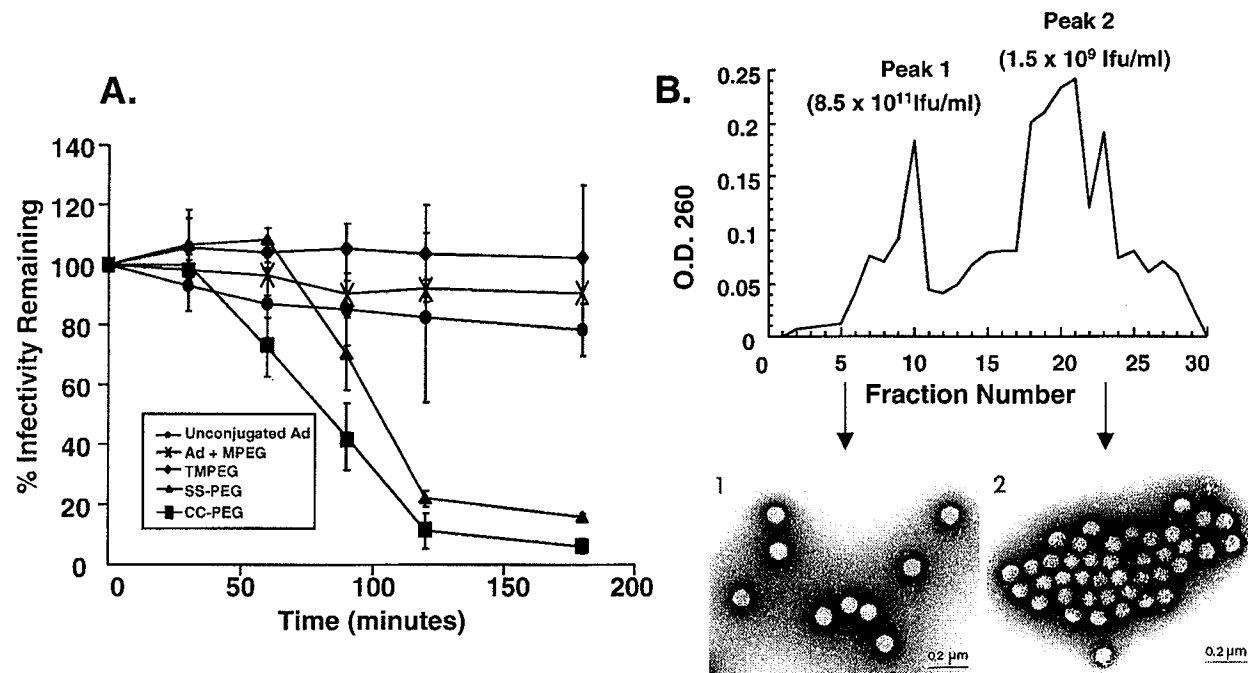 A.
% Infectivity Remaining
140
120
100
80
60
40
20
0
Unconjugated Ad
Ad + MPEG
TMPEG
SS-PEG
CC-PEG
0 50 100 150 200
Time (minutes)
B.
Peak 1
(8.5 x 10¹¹ lfu/ml)
Peak 2
(1.5 x 10⁹ lfu/ml)
O.D. 260
0.25
0.2
0.15
0.1
0.05
0
0 5 10 15 20 25 30
Fraction Number
1
0.2 µm
2
0.2 µm